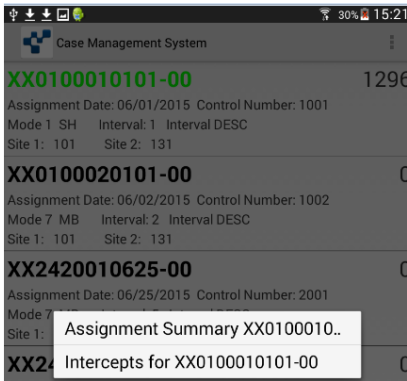 30% 15:21
Case Management System
XX0100010101-00 1296
Assignment Date: 06/01/2015 Control Number: 1001
Mode 1 SH Interval: 1 Interval DESC
Site 1: 101 Site 2: 131
XX0100020101-00 0
Assignment Date: 06/02/2015 Control Number: 1002
Mode 7 MB Interval: 2 Interval DESC
Site 1: 101 Site 2: 131
XX2420010625-00 0
Assignment Date: 06/25/2015 Control Number: 2001
Mode 7
Site 1:
Assignment Summary XX0100010..
XX24 0
Intercepts for XX0100010101-00